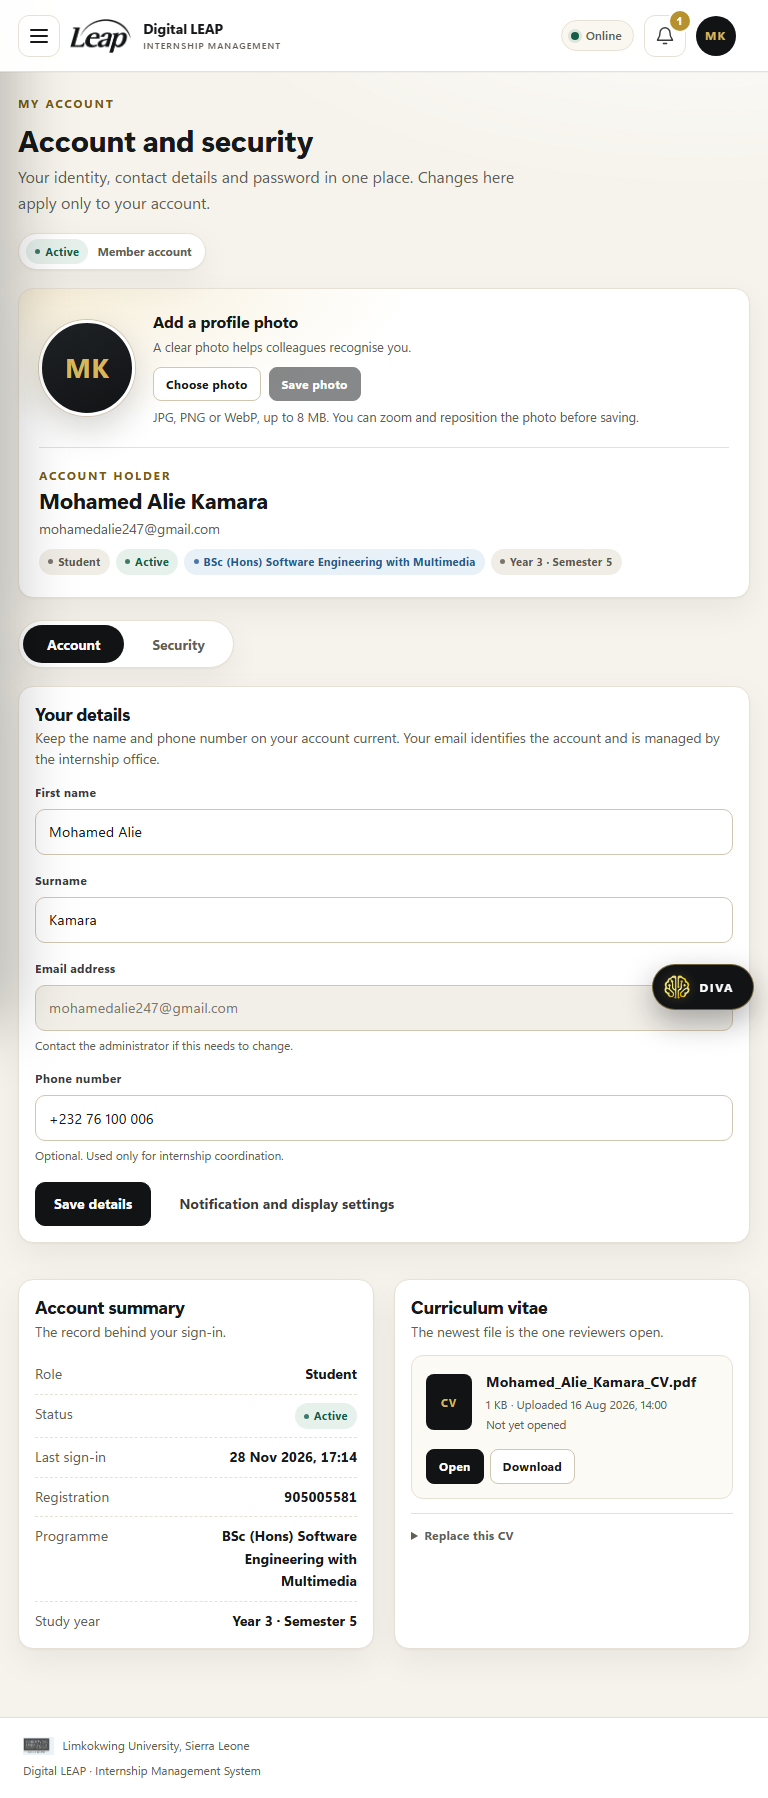 Leap
Digital LEAP
INTERNSHIP MANAGEMENT
Online
1
MK
MY ACCOUNT
Account and security
Your identity, contact details and password in one place. Changes here
apply only to your account.
Active
Member account
MK
Add a profile photo
A clear photo helps colleagues recognise you.
Choose photo
Save photo
JPG, PNG or WebP, up to 8 MB. You can zoom and reposition the photo before saving.
ACCOUNT HOLDER
Mohamed Alie Kamara
mohamedalie247@gmail.com
Student
Active
BSc (Hons) Software Engineering with Multimedia
Year 3 · Semester 5
Account
Security
Your details
Keep the name and phone number on your account current. Your email identifies the account and is managed by
the internship office.
First name
Mohamed Alie
Surname
Kamara
Email address
mohamedalie247@gmail.com
DIVA
Contact the administrator if this needs to change.
Phone number
+232 76 100 006
Optional. Used only for internship coordination.
Save details
Notification and display settings
Account summary
The record behind your sign-in.
Role
Student
Status
Active
Last sign-in
28 Nov 2026, 17:14
Registration
905005581
Programme
BSc (Hons) Software
Engineering with
Multimedia
Study year
Year 3 · Semester 5
Curriculum vitae
The newest file is the one reviewers open.
CV
Mohamed_Alie_Kamara_CV.pdf
1 KB · Uploaded 16 Aug 2026, 14:00
Not yet opened
Open
Download
Replace this CV
Limkokwing University, Sierra Leone
Digital LEAP · Internship Management System